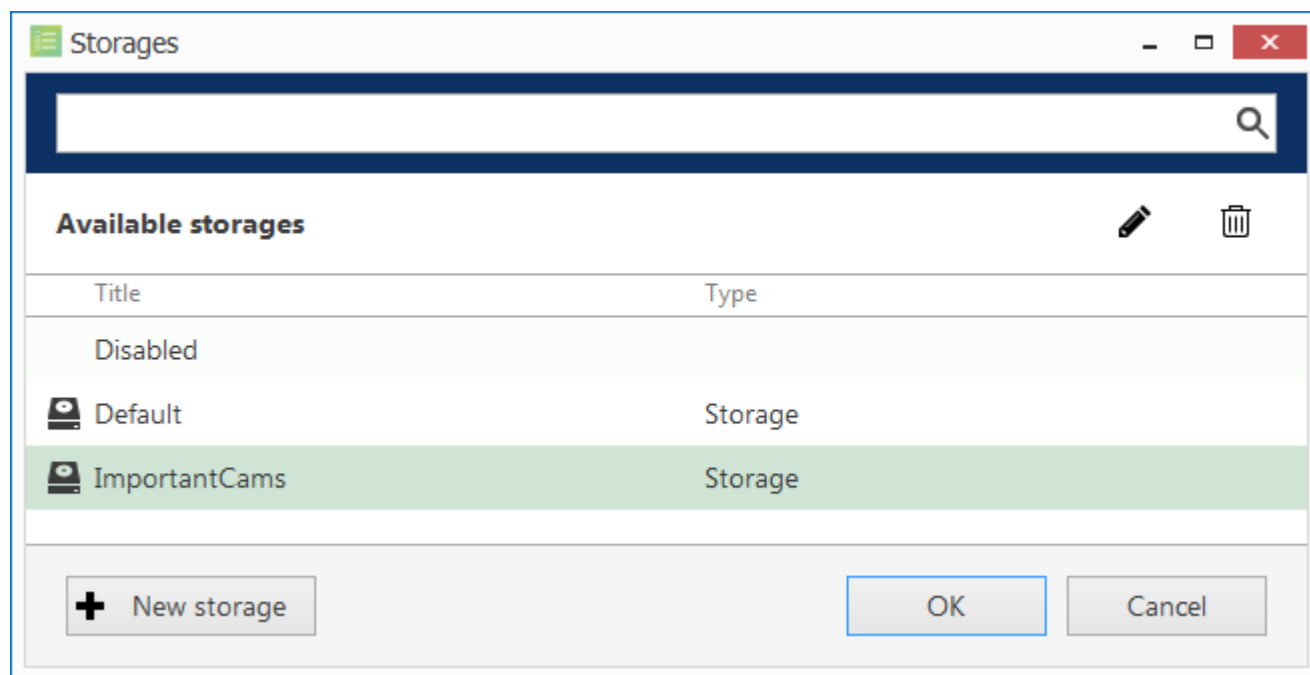 Storages
Available storages
Title Type
Disabled
Default Storage
ImportantCams Storage
New storage OK Cancel